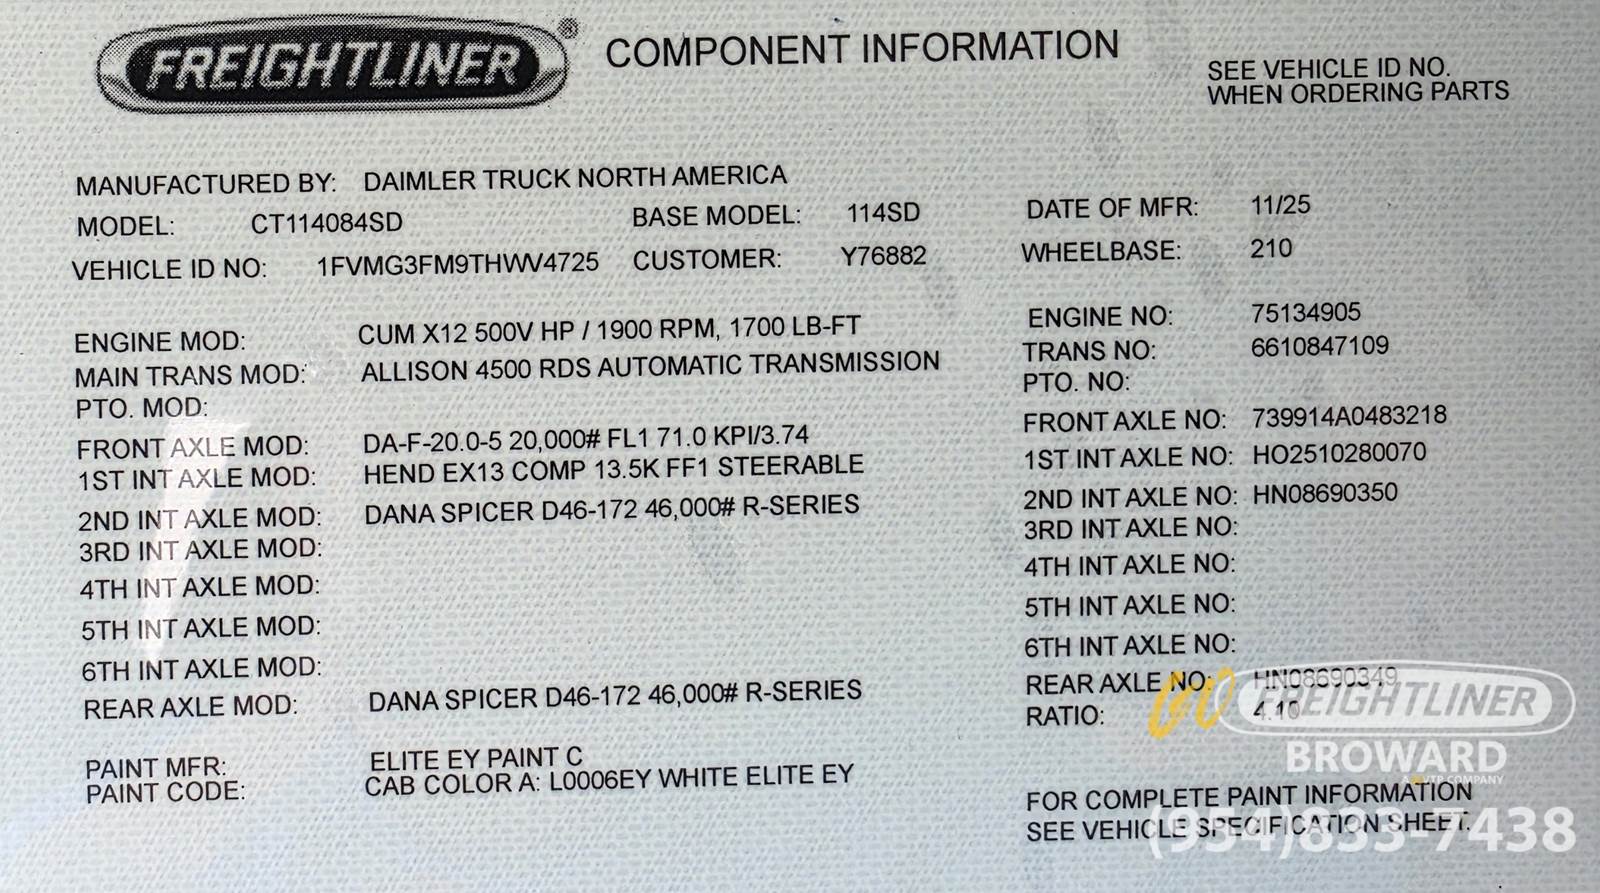 FREIGHTLINER®
COMPONENT INFORMATION
SEE VEHICLE ID NO.
WHEN ORDERING PARTS
MANUFACTURED BY: DAIMLER TRUCK NORTH AMERICA
MODEL: CT114084SD BASE MODEL: 114SD DATE OF MFR: 11/25
VEHICLE ID NO: 1FVMG3FM9THWV4725 CUSTOMER: Y76882 WHEELBASE: 210
ENGINE MOD: CUM X12 500V HP / 1900 RPM, 1700 LB-FT ENGINE NO: 75134905
MAIN TRANS MOD: ALLISON 4500 RDS AUTOMATIC TRANSMISSION TRANS NO: 6610847109
PTO. MOD: PTO. NO:
FRONT AXLE MOD: DA-F-20.0-5 20,000# FL1 71.0 KPI/3.74 FRONT AXLE NO: 739914A0483218
1ST INT AXLE MOD: HEND EX13 COMP 13.5K FF1 STEERABLE 1ST INT AXLE NO: HO2510280070
2ND INT AXLE MOD: DANA SPICER D46-172 46,000# R-SERIES 2ND INT AXLE NO: HN08690350
3RD INT AXLE MOD: 3RD INT AXLE NO:
4TH INT AXLE MOD: 4TH INT AXLE NO:
5TH INT AXLE MOD: 5TH INT AXLE NO:
6TH INT AXLE MOD: 6TH INT AXLE NO:
REAR AXLE MOD: DANA SPICER D46-172 46,000# R-SERIES REAR AXLE NO: HN08690349
RATIO: 4.10
PAINT MFR: ELITE EY PAINT C
PAINT CODE: CAB COLOR A: L0006EY WHITE ELITE EY
FOR COMPLETE PAINT INFORMATION
SEE VEHICLE SPECIFICATION SHEET.
GO FREIGHTLINER
BROWARD
A VTP COMPANY
(954)833-7438